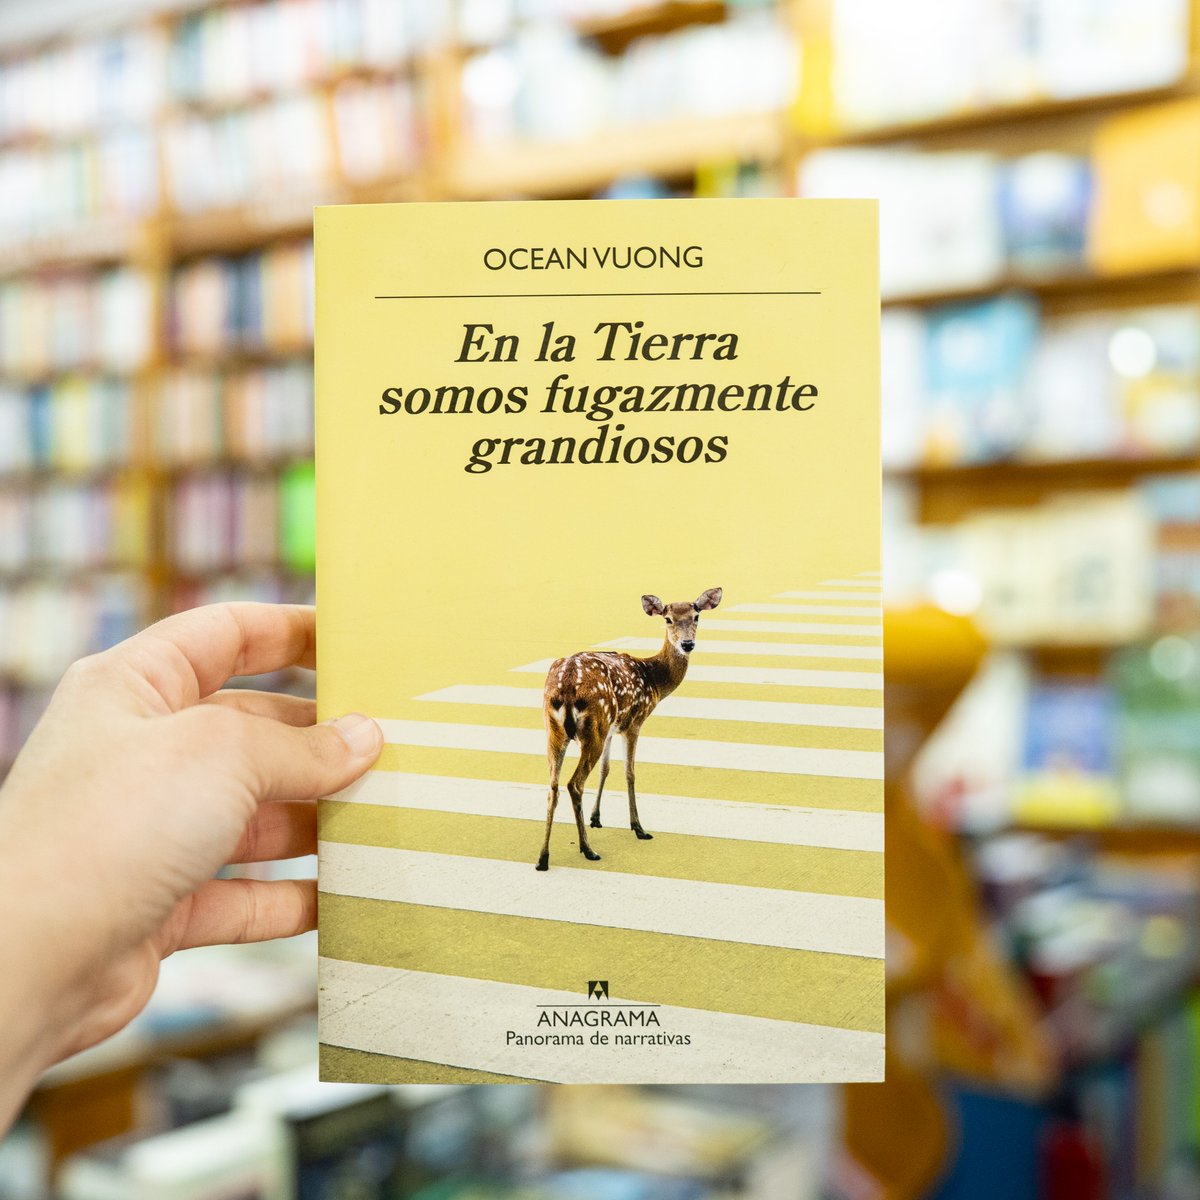 OCEAN VUONG
En la Tierra
somos fugazmente
grandiosos
ANAGRAMA
Panorama de narrativas